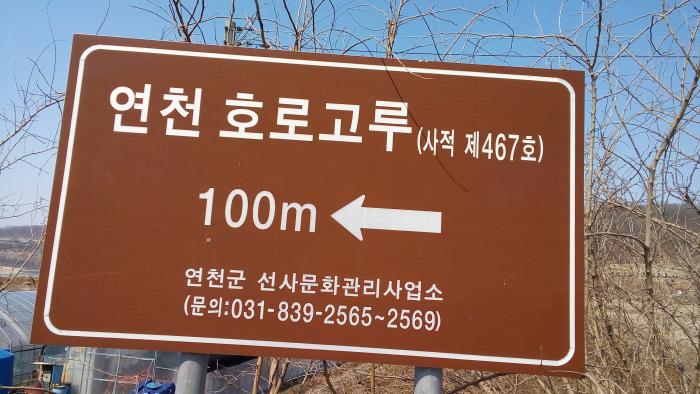 연천 호로고루 (사적 제467호)
100m
연천군 선사문화관리사업소
(문의:031-839-2565~2569)